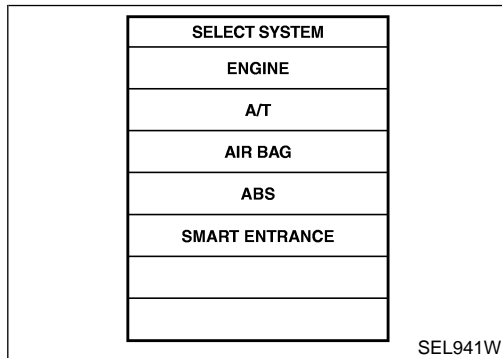 SELECT SYSTEM
ENGINE
A/T
AIR BAG
ABS
SMART ENTRANCE
SEL941W